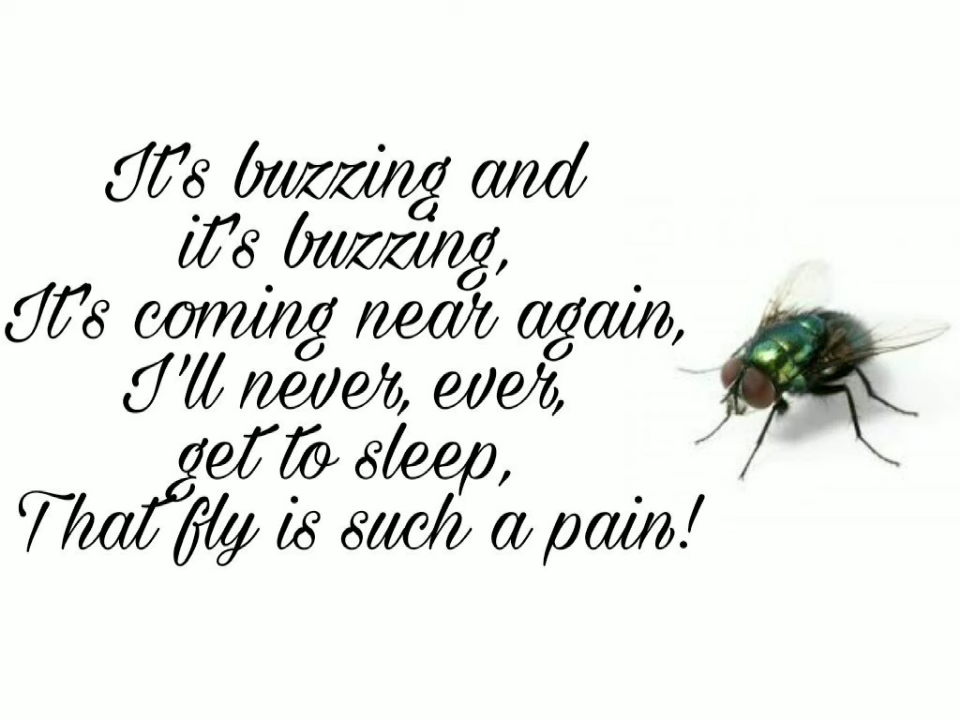 It's buzzing and
it's buzzing,
It's coming near again,
I'll never, ever,
get to sleep,
That fly is such a pain!